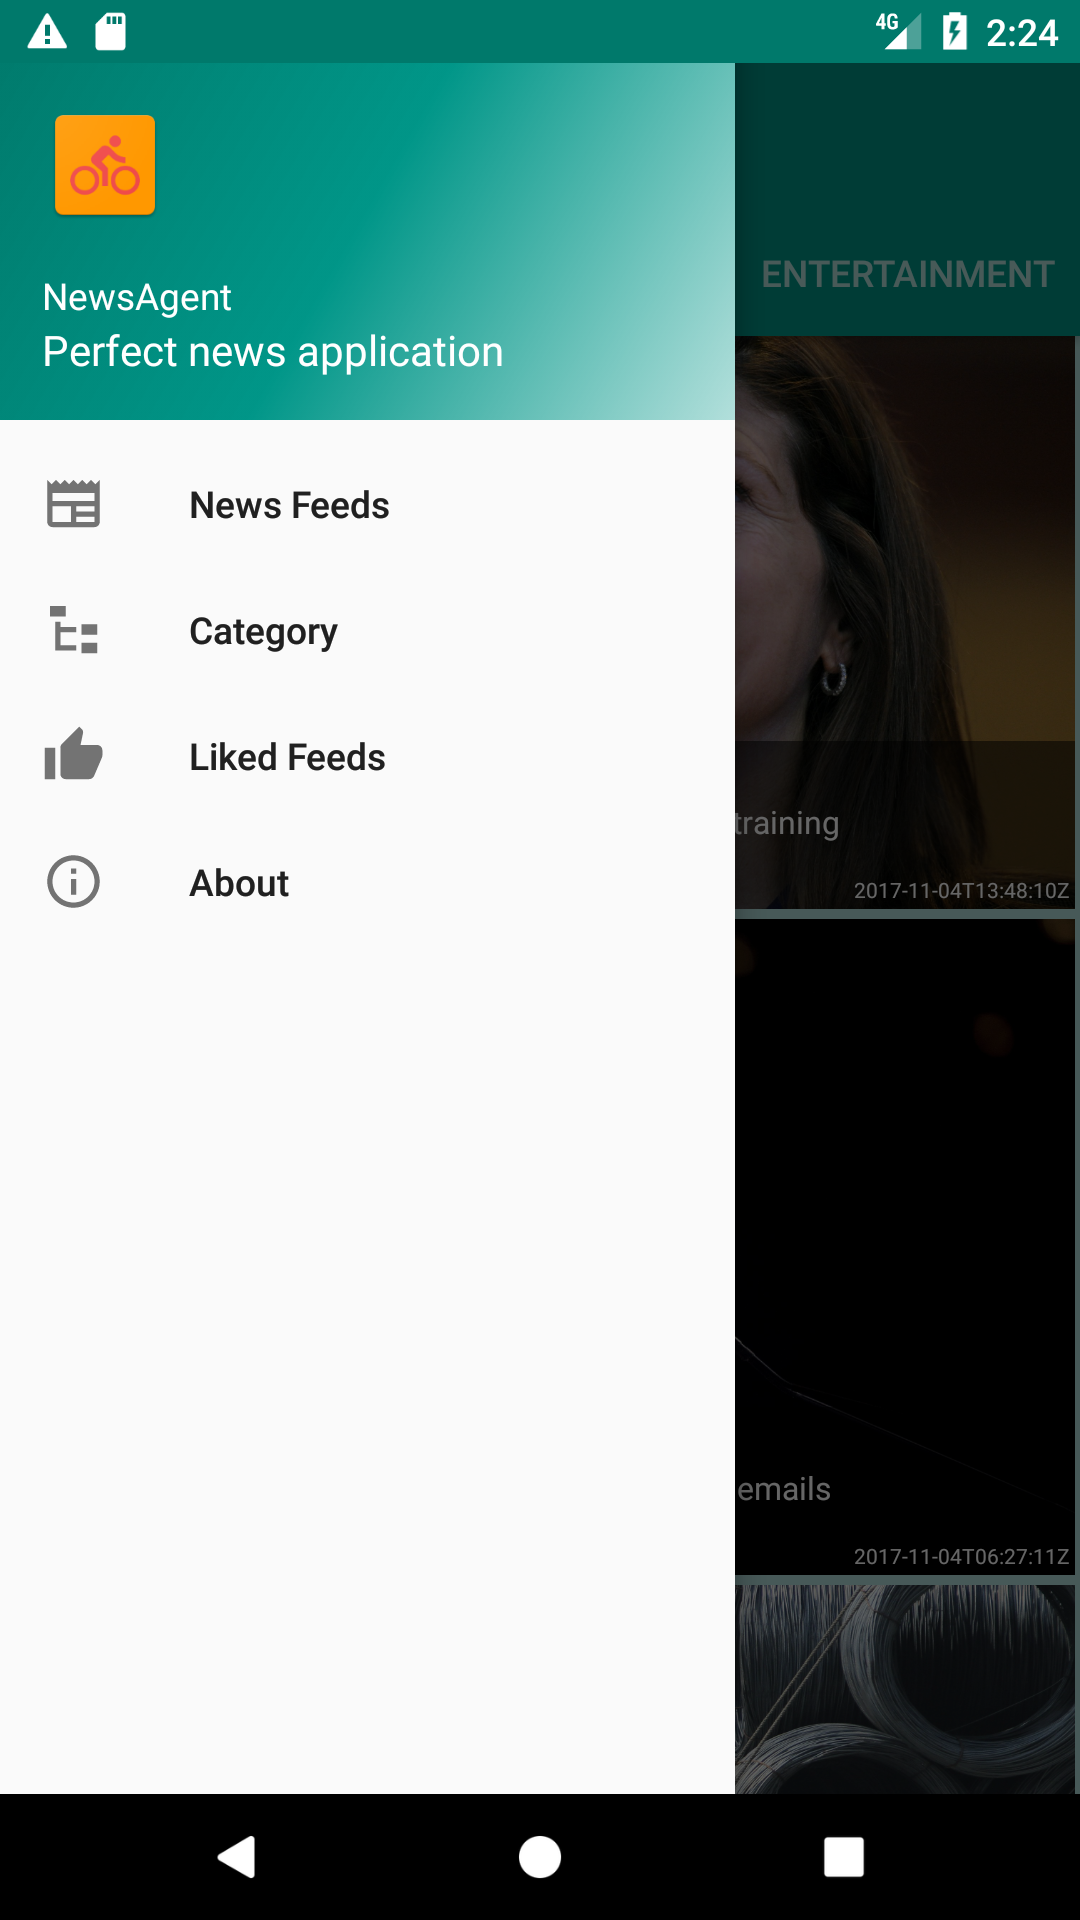 4G 2:24
ENTERTAINMENT
NewsAgent
Perfect news application
News Feeds
Category
Liked Feeds
About
training
2017-11-04T13:48:10Z
emails
2017-11-04T06:27:11Z